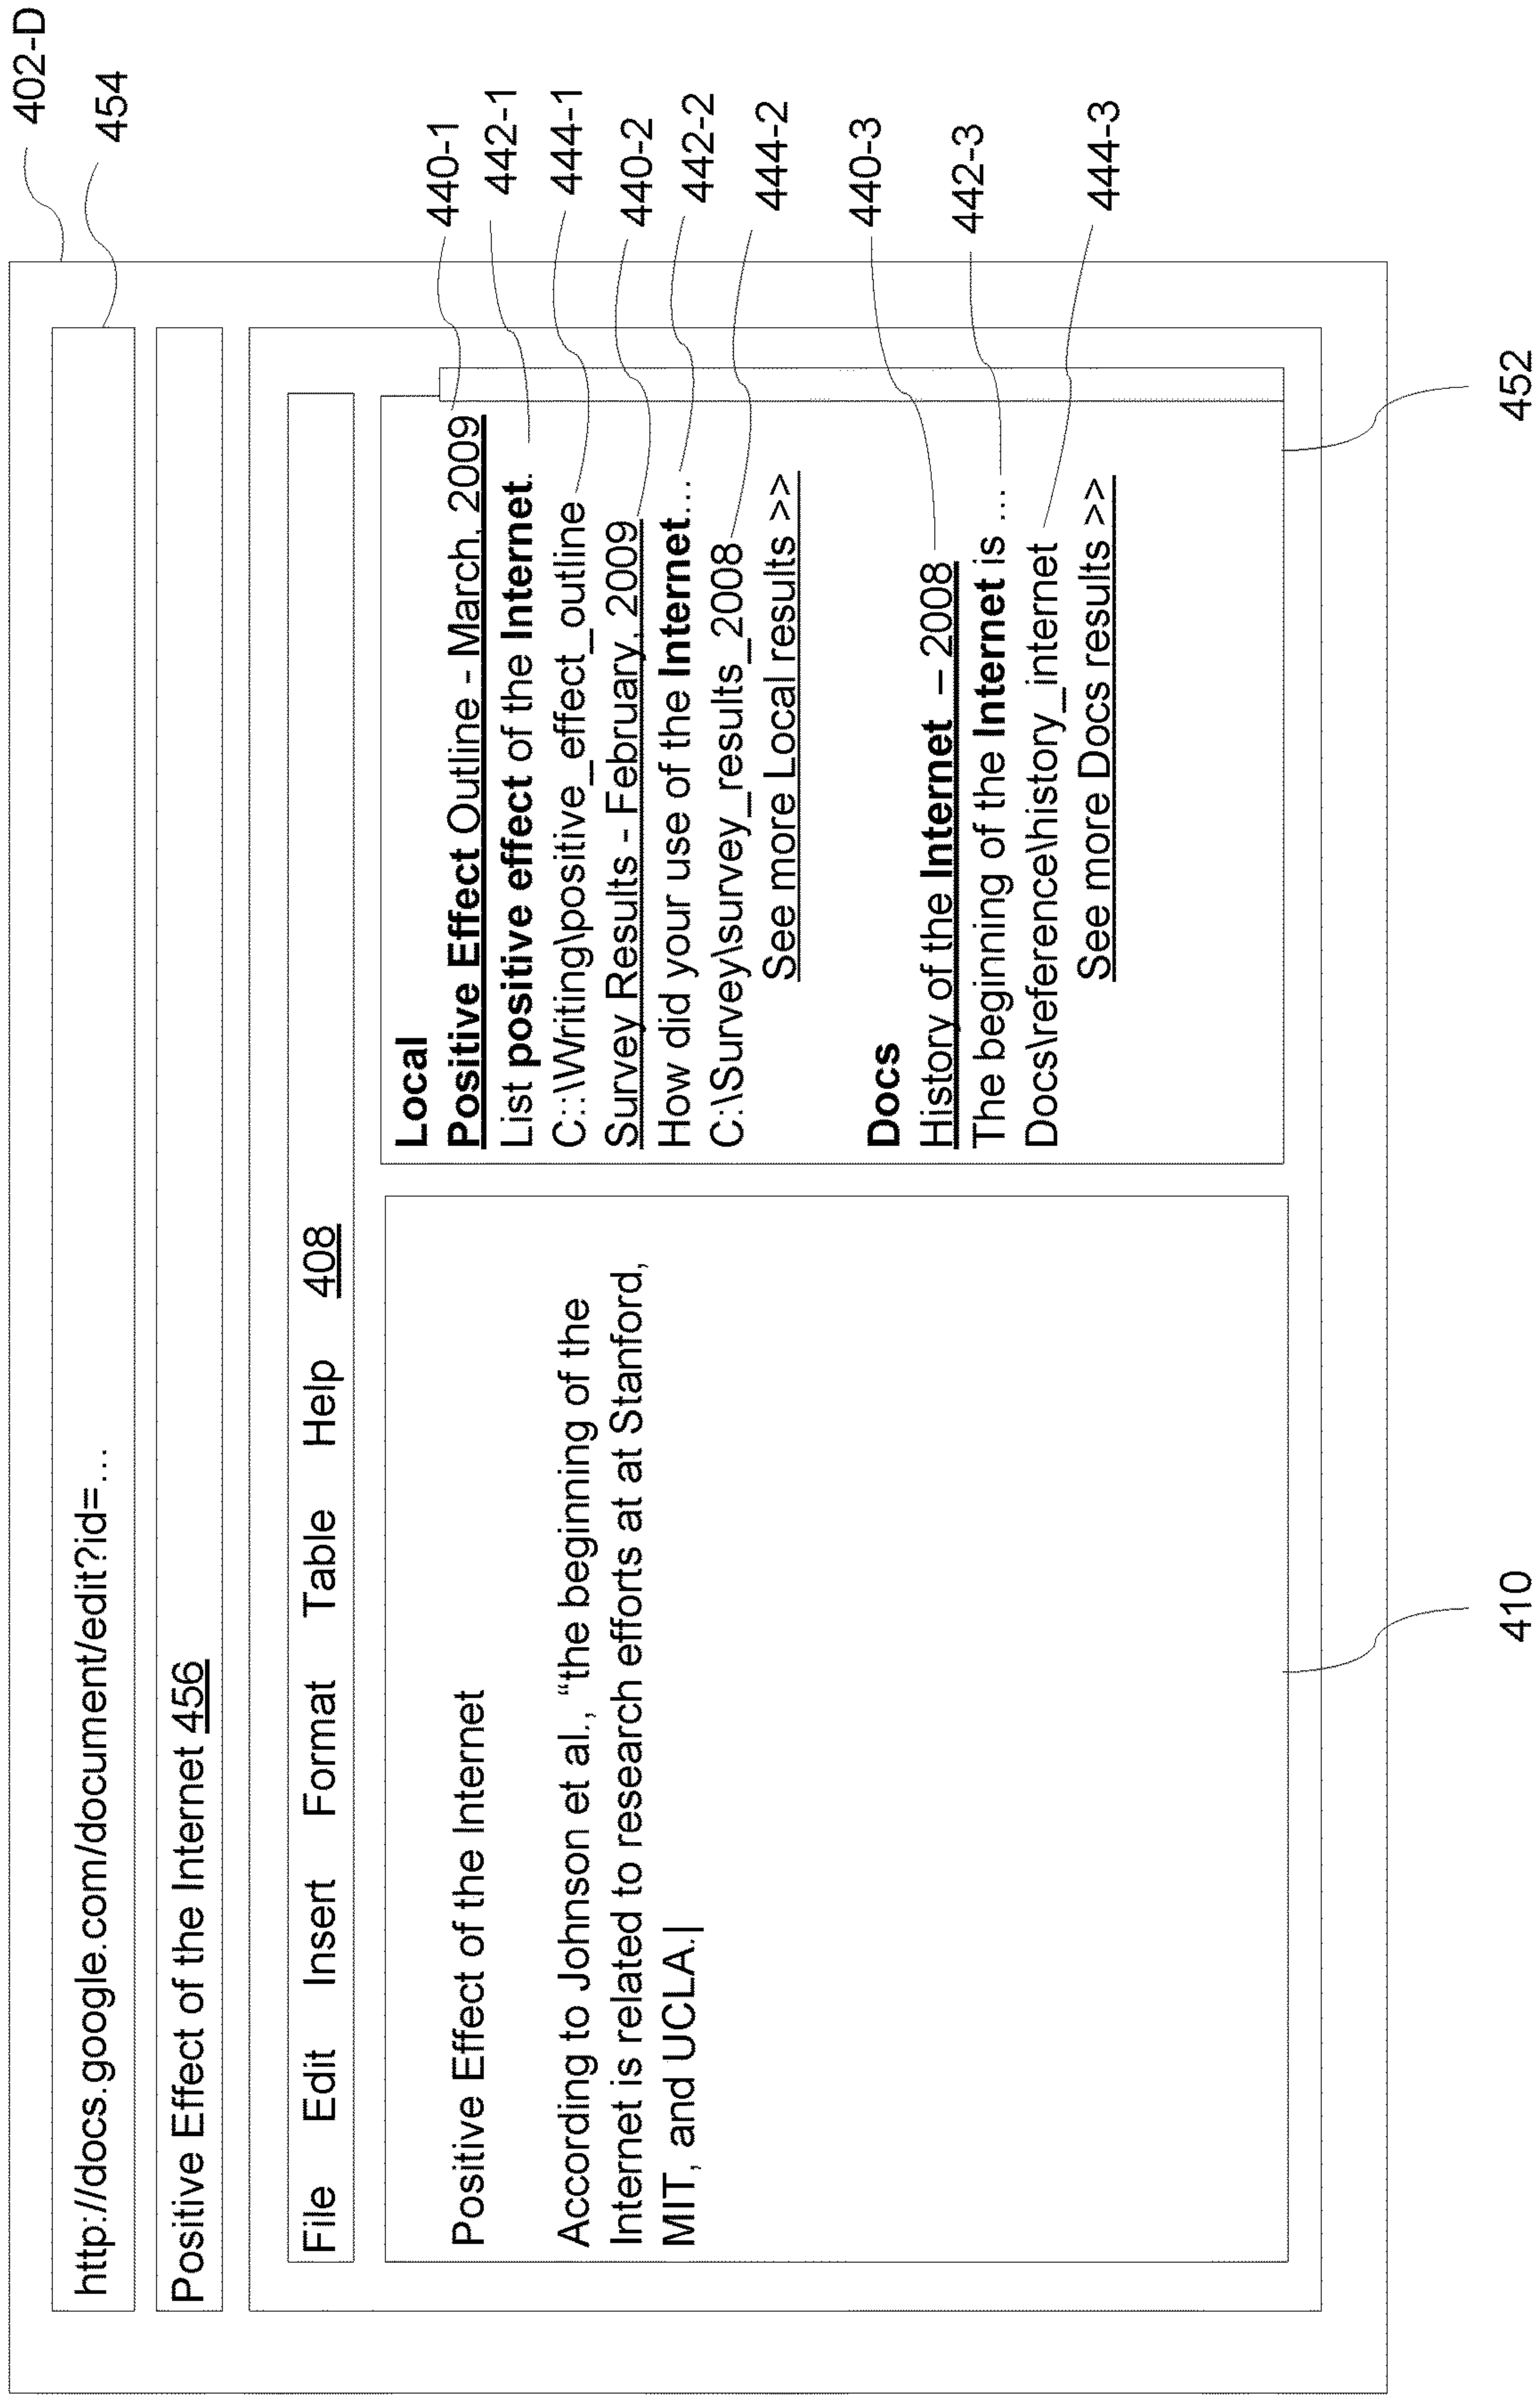 402-D
http://docs.google.com/document/edit?id=...
454
Positive Effect of the Internet 456
File Edit Insert Format Table Help 408
Positive Effect of the Internet
According to Johnson et al., “the beginning of the
Internet is related to research efforts at at Stanford,
MIT, and UCLA.|
410
Local
Positive Effect Outline - March, 2009
440-1
List positive effect of the Internet.
442-1
C::\Writing\positive_effect_outline
444-1
Survey Results - February, 2009
440-2
How did your use of the Internet...
442-2
C:\Survey\survey_results_2008
444-2
See more Local results >>
Docs
History of the Internet – 2008
440-3
The beginning of the Internet is ...
442-3
Docs\reference\history_internet
444-3
See more Docs results >>
452